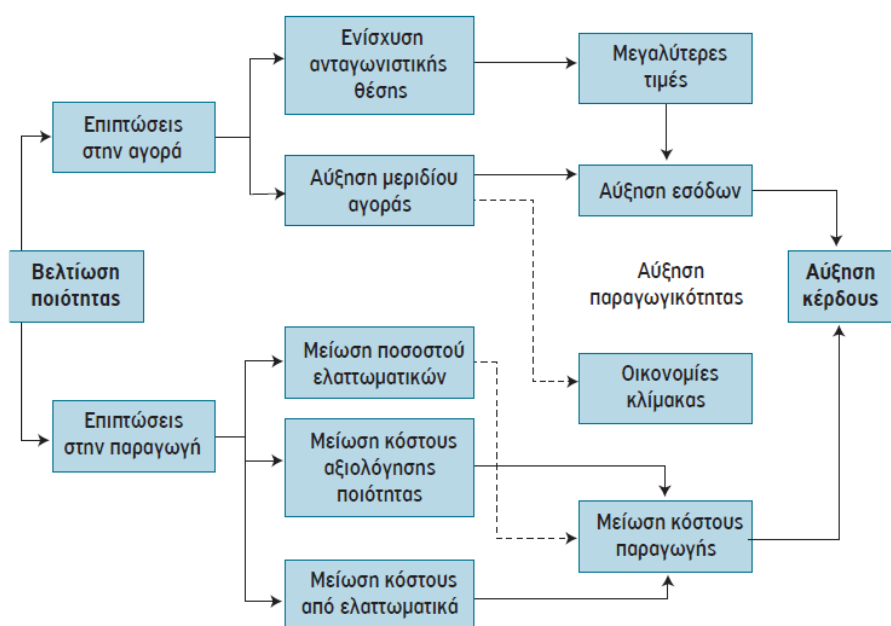 Ενίσχυση
ανταγωνιστικής
θέσης
Μεγαλύτερες
τιμές
Επιπτώσεις
στην αγορά
Αύξηση μεριδίου
αγοράς
Αύξηση εσόδων
Βελτίωση
ποιότητας
Αύξηση
παραγωγικότητας
Αύξηση
κέρδους
Μείωση ποσοστού
ελαττωματικών
Οικονομίες
κλίμακας
Επιπτώσεις
στην παραγωγή
Μείωση κόστους
αξιολόγησης
ποιότητας
Μείωση κόστους
παραγωγής
Μείωση κόστους
από ελαττωματικά